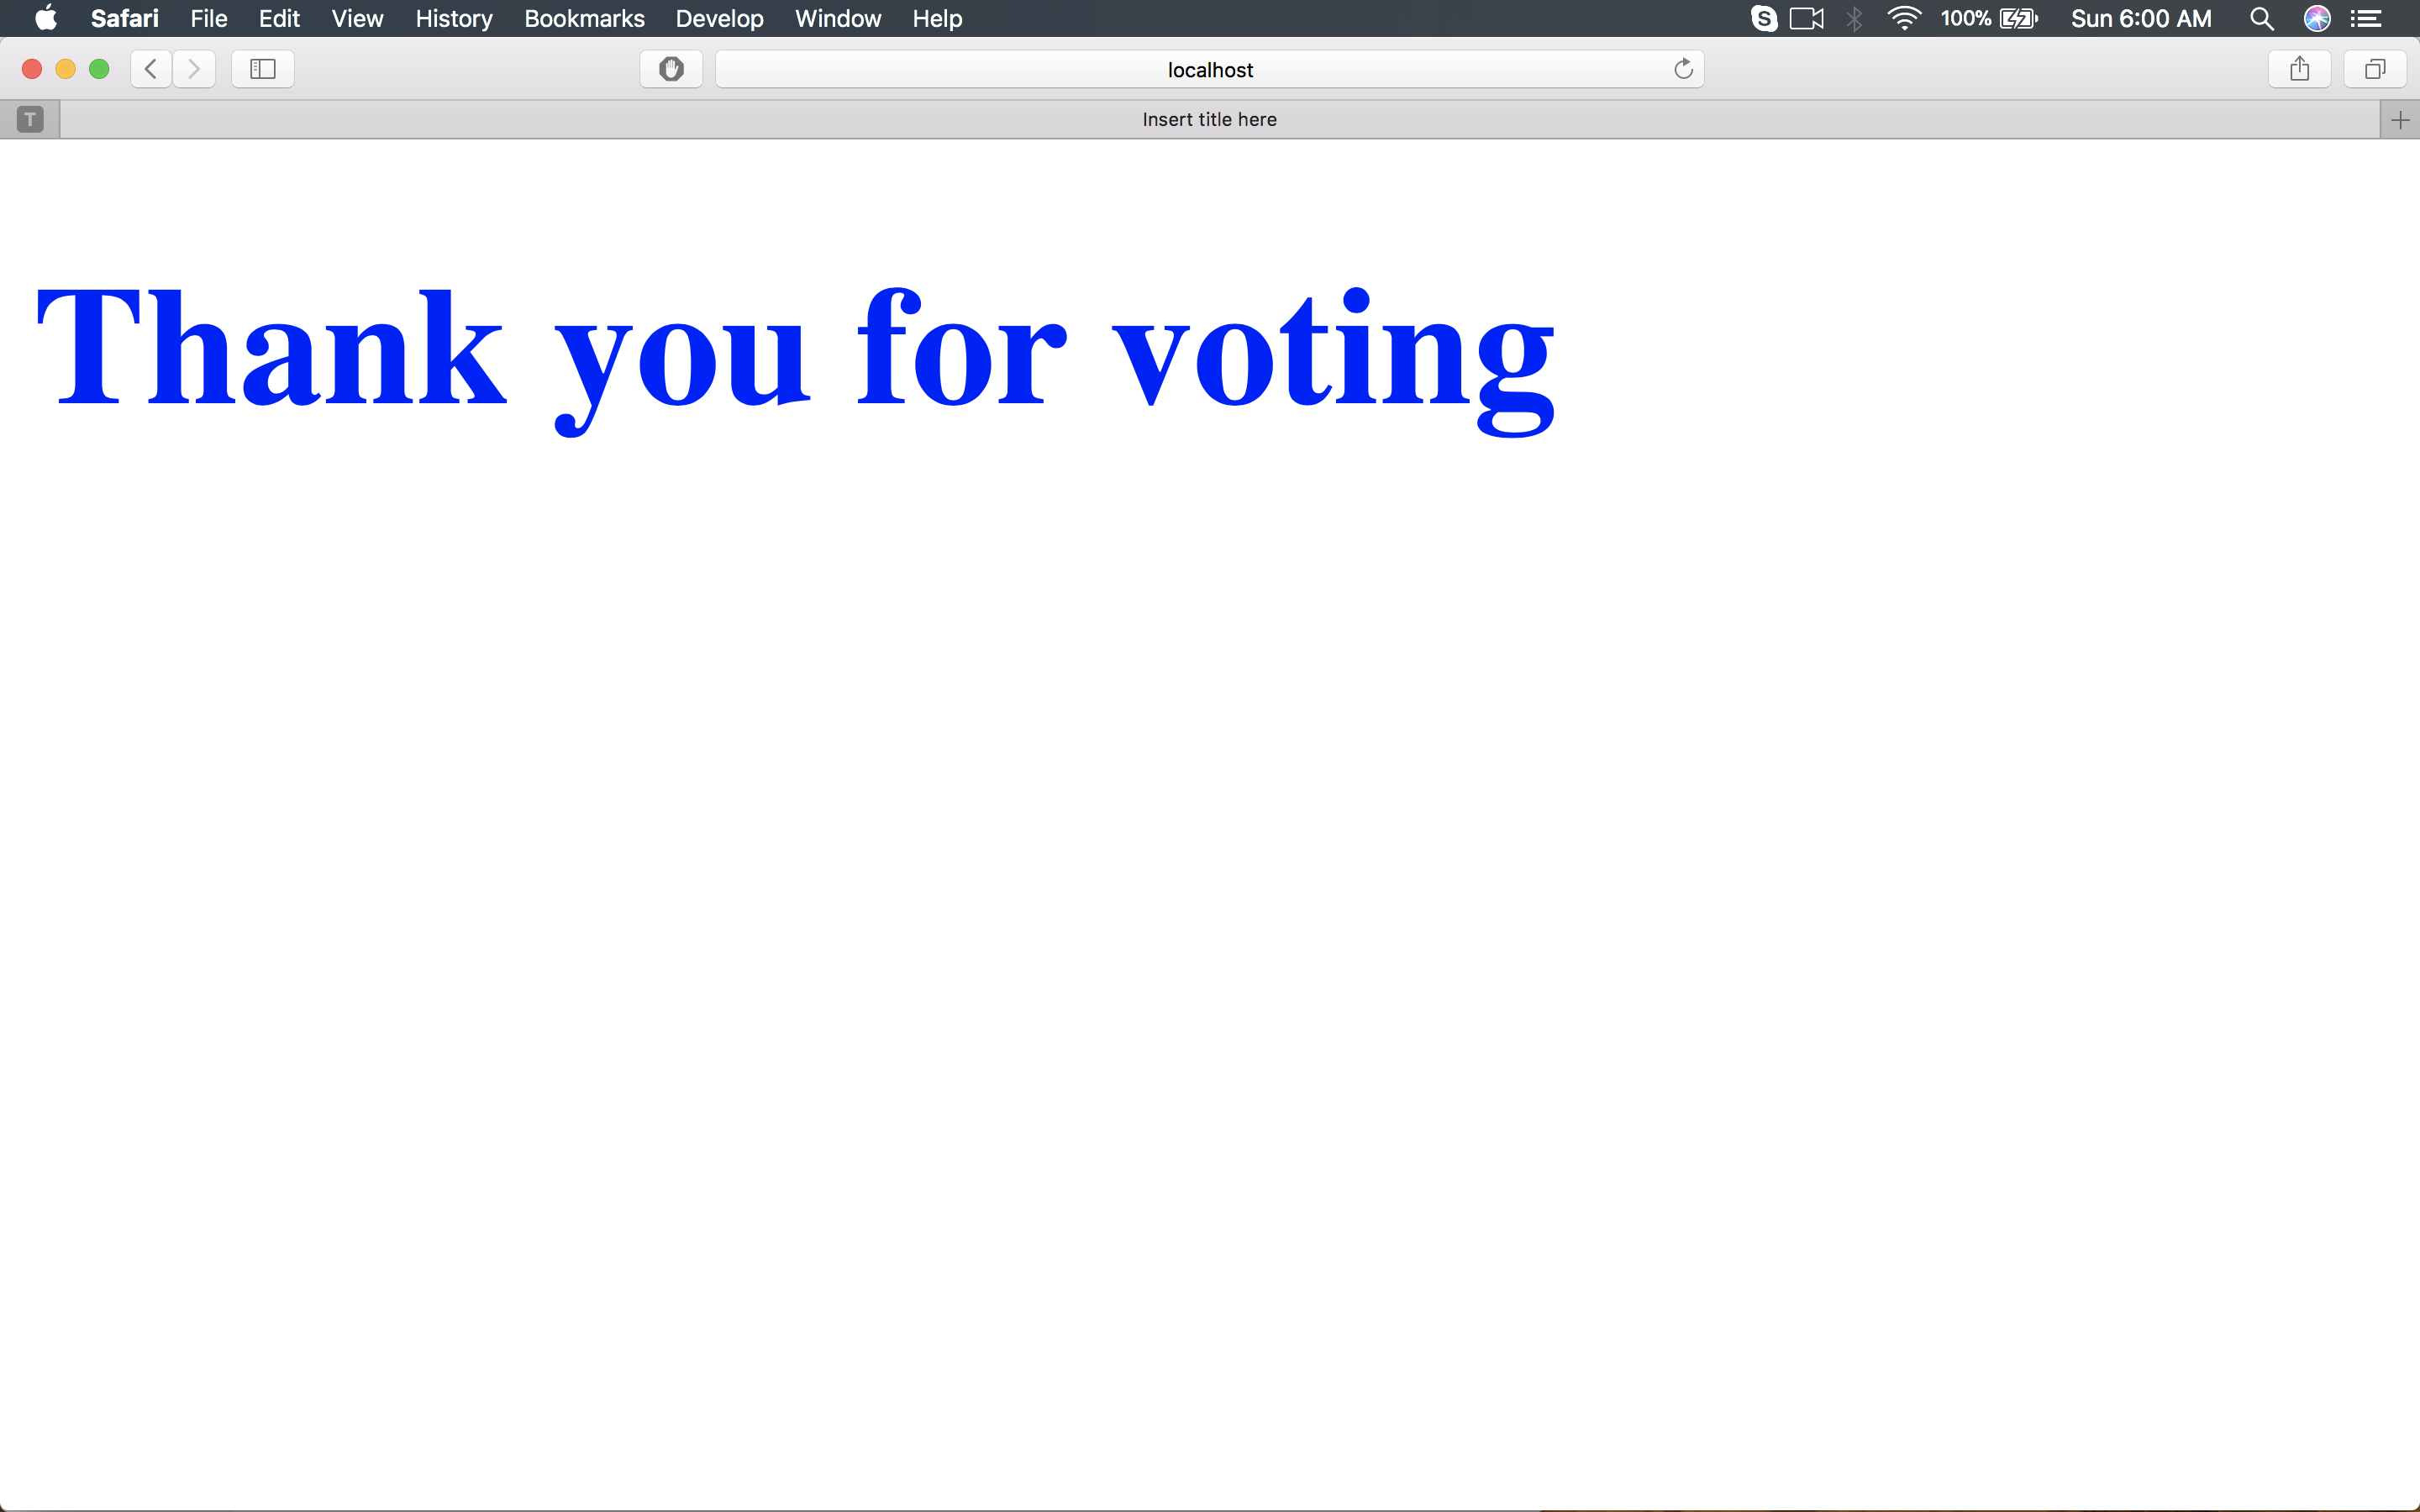 Safari File Edit View History Bookmarks Develop Window Help S 100% Sun 6:00 AM
localhost
T Insert title here
Thank you for voting